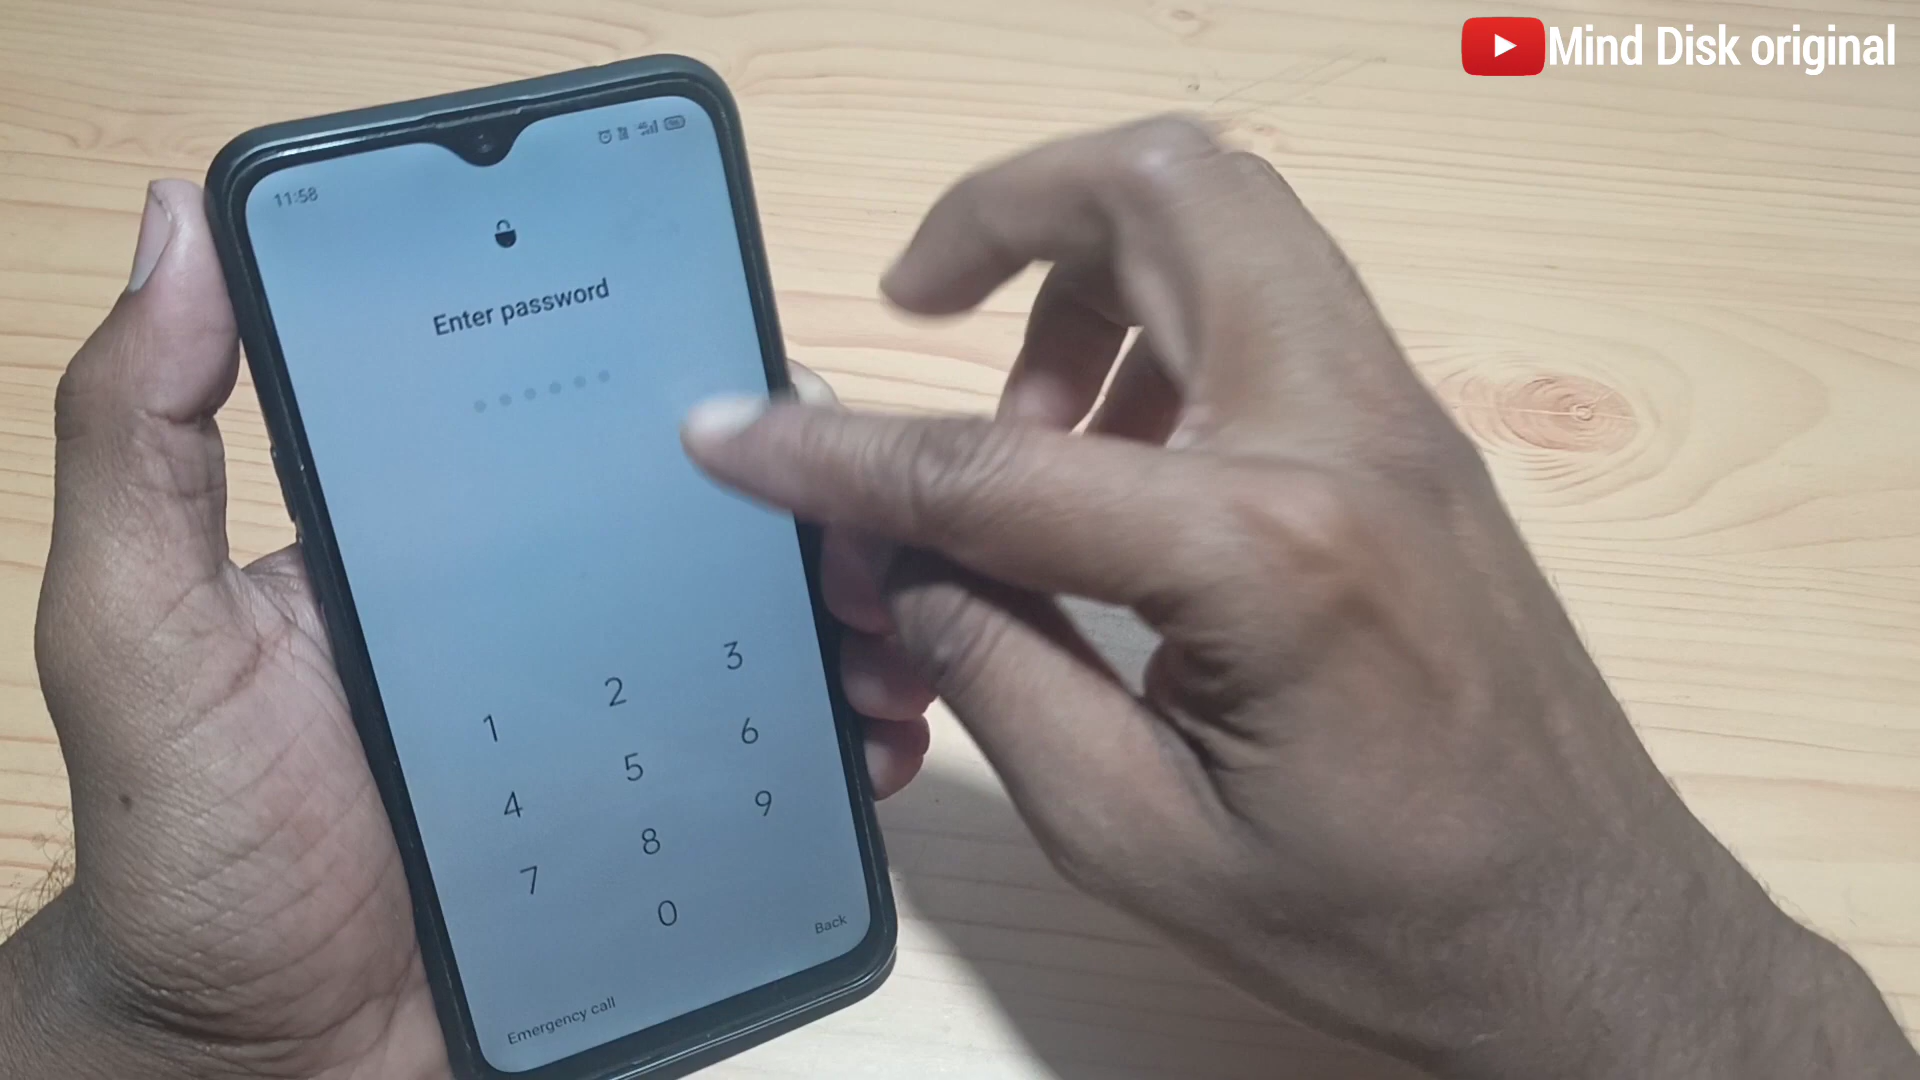 Mind Disk original
11:58
Enter password
1 2 3
4 5 6
7 8 9
0
Back
Emergency call